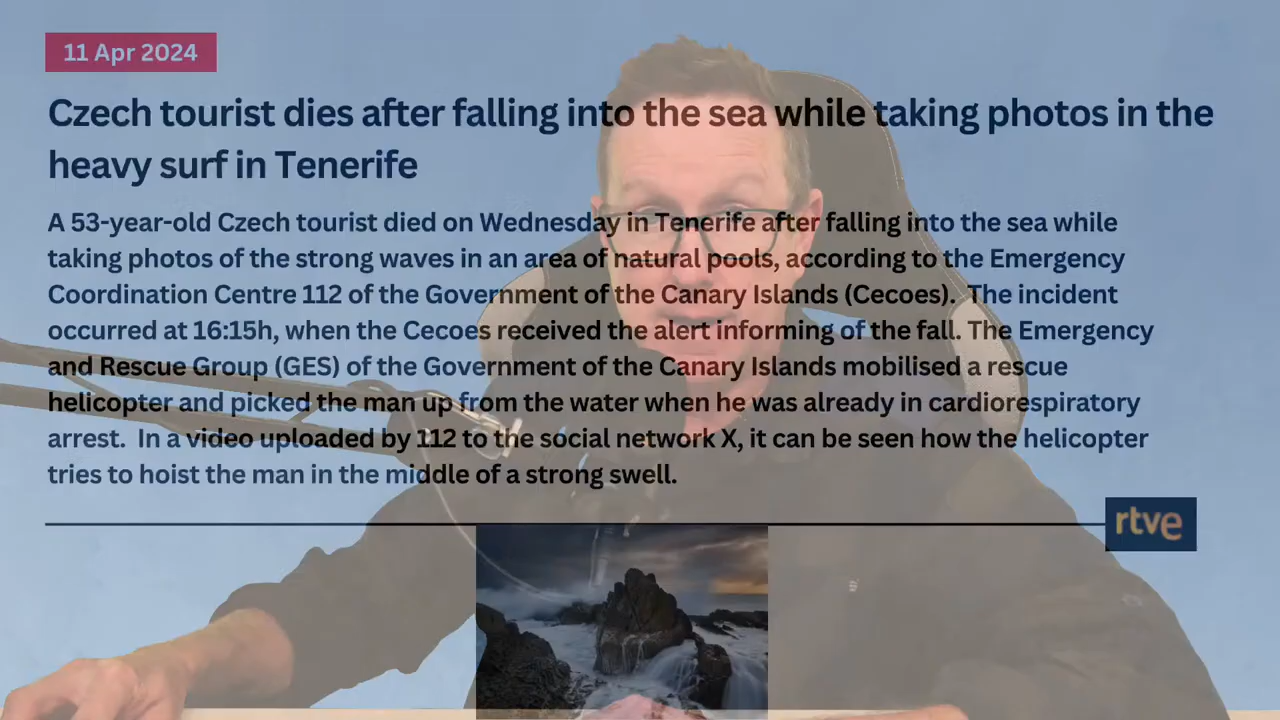 11 Apr 2024
Czech tourist dies after falling into the sea while taking photos in the
heavy surf in Tenerife
A 53-year-old Czech tourist died on Wednesday in Tenerife after falling into the sea while
taking photos of the strong waves in an area of natural pools, according to the Emergency
Coordination Centre 112 of the Government of the Canary Islands (Cecoes).  The incident
occurred at 16:15h, when the Cecoes received the alert informing of the fall. The Emergency
and Rescue Group (GES) of the Government of the Canary Islands mobilised a rescue
helicopter and picked the man up from the water when he was already in cardiorespiratory
arrest.  In a video uploaded by 112 to the social network X, it can be seen how the helicopter
tries to hoist the man in the middle of a strong swell.
rtve